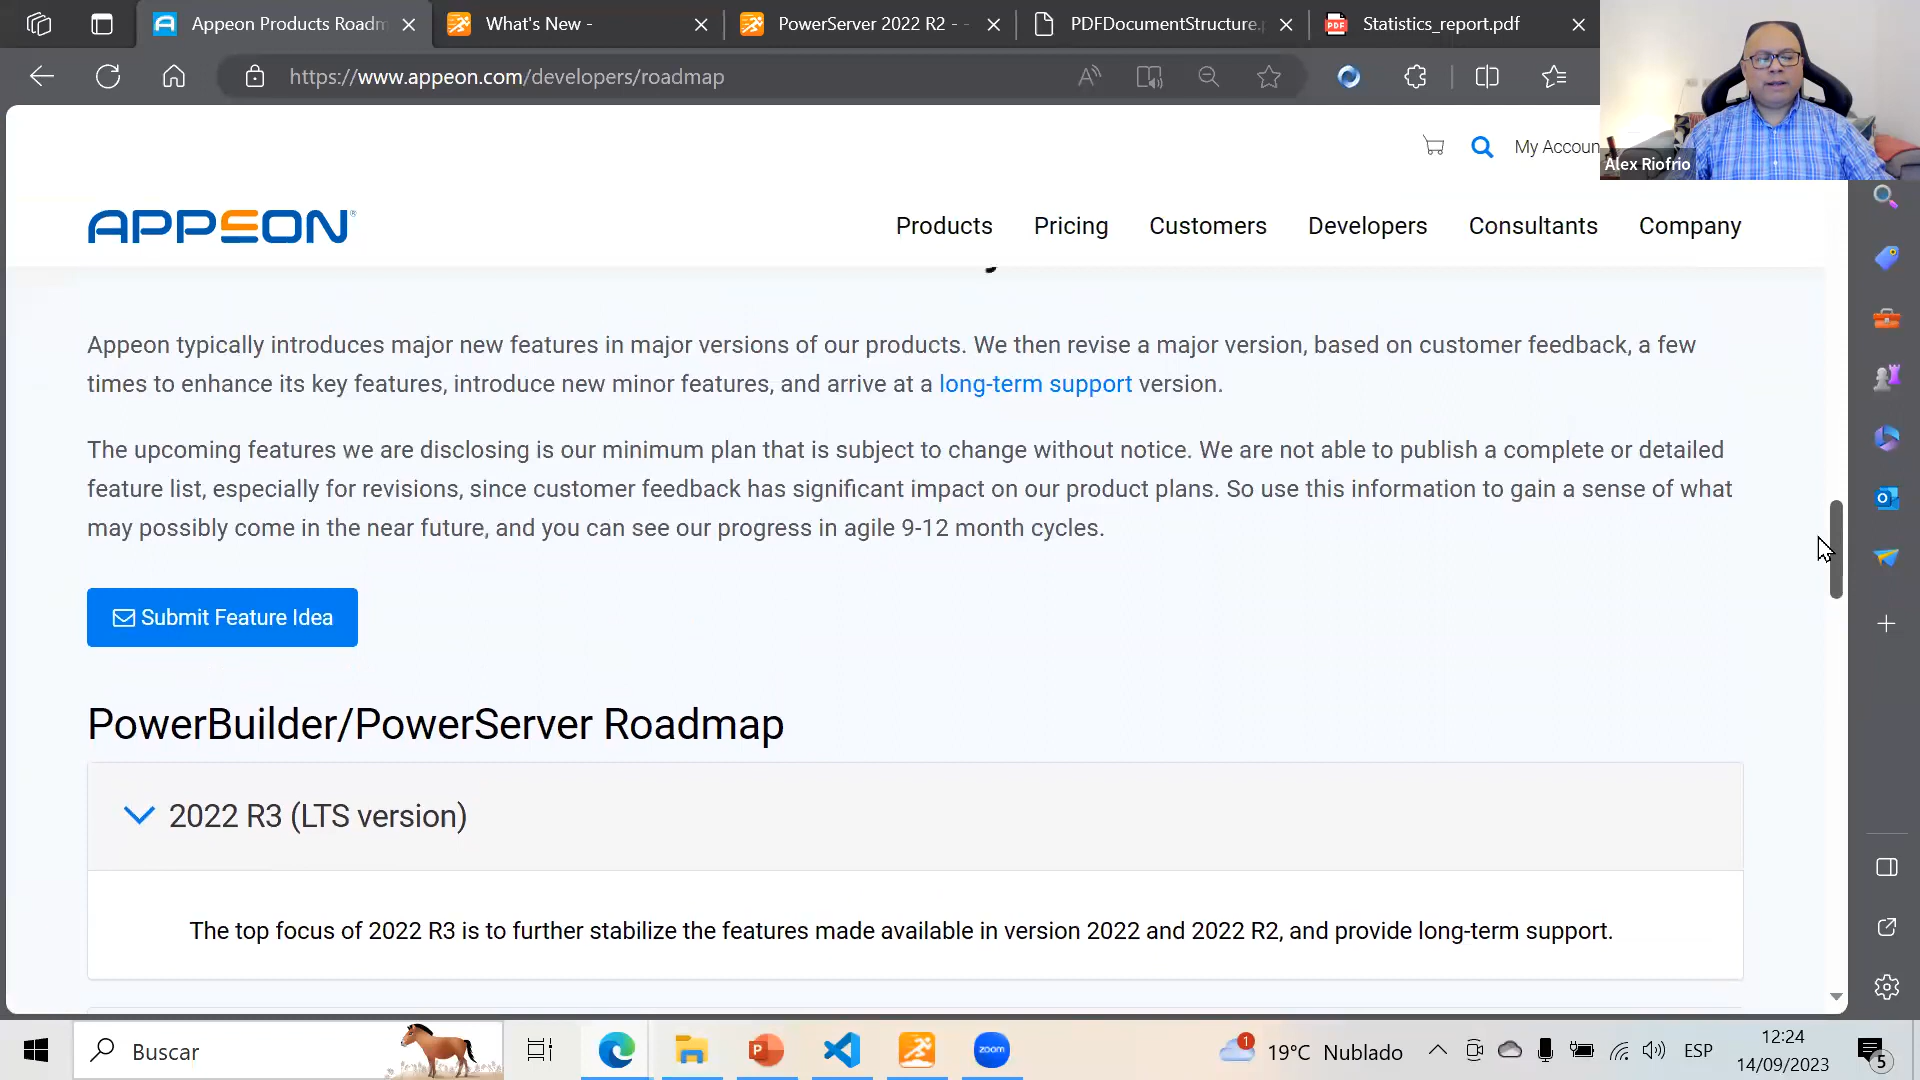 Appeon Products Roadm
What's New -
PowerServer 2022 R2 - -
PDFDocumentStructure.p
Statistics_report.pdf
https://www.appeon.com/developers/roadmap
My Accoun
Alex Riofrio
APPEON®
Products
Pricing
Customers
Developers
Consultants
Company
Appeon typically introduces major new features in major versions of our products. We then revise a major version, based on customer feedback, a few
times to enhance its key features, introduce new minor features, and arrive at a long-term support version.
The upcoming features we are disclosing is our minimum plan that is subject to change without notice. We are not able to publish a complete or detailed
feature list, especially for revisions, since customer feedback has significant impact on our product plans. So use this information to gain a sense of what
may possibly come in the near future, and you can see our progress in agile 9-12 month cycles.
Submit Feature Idea
PowerBuilder/PowerServer Roadmap
2022 R3 (LTS version)
The top focus of 2022 R3 is to further stabilize the features made available in version 2022 and 2022 R2, and provide long-term support.
Buscar
zoom
1
19°C Nublado
ESP
12:24
14/09/2023
5